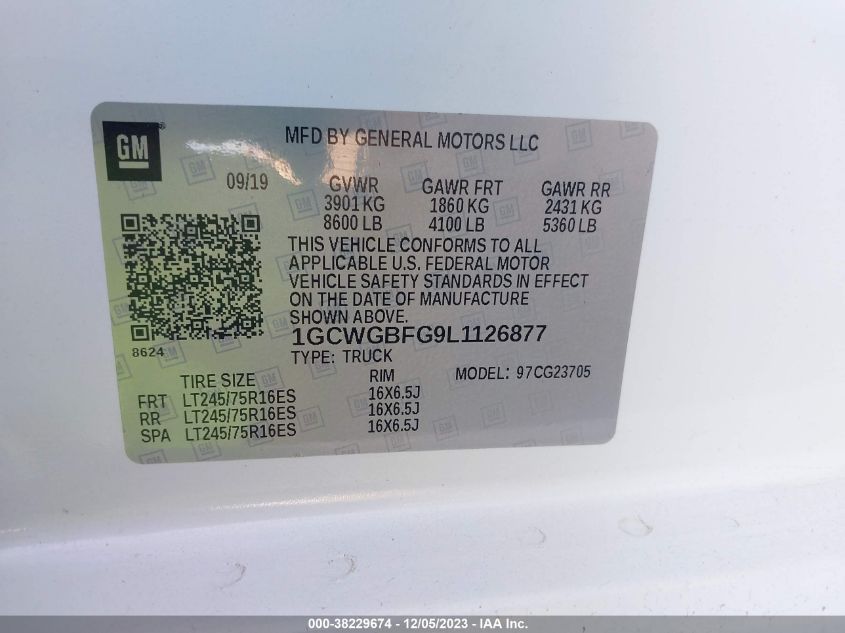 GM
MFD BY GENERAL MOTORS LLC
09/19 GVWR GAWR FRT GAWR RR
3901 KG 1860 KG 2431 KG
8600 LB 4100 LB 5360 LB
THIS VEHICLE CONFORMS TO ALL
APPLICABLE U.S. FEDERAL MOTOR
VEHICLE SAFETY STANDARDS IN EFFECT
ON THE DATE OF MANUFACTURE
SHOWN ABOVE.
8624
1GCWGBFG9L1126877
TYPE: TRUCK
MODEL: 97CG23705
TIRE SIZE RIM
FRT LT245/75R16ES 16X6.5J
RR LT245/75R16ES 16X6.5J
SPA LT245/75R16ES 16X6.5J
000-38229674 - 12/05/2023 - IAA Inc.